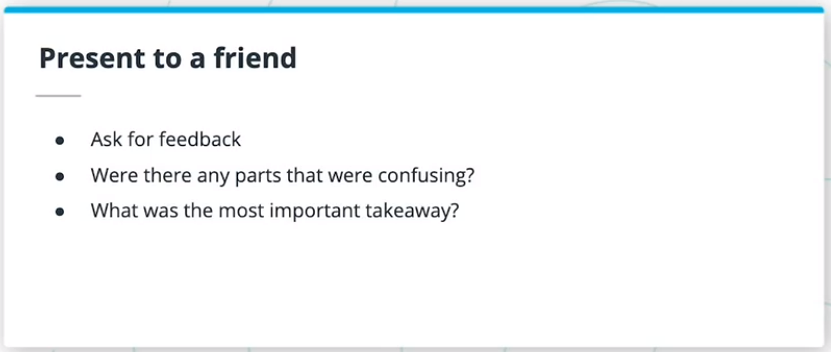 Present to a friend
● Ask for feedback
● Were there any parts that were confusing?
● What was the most important takeaway?